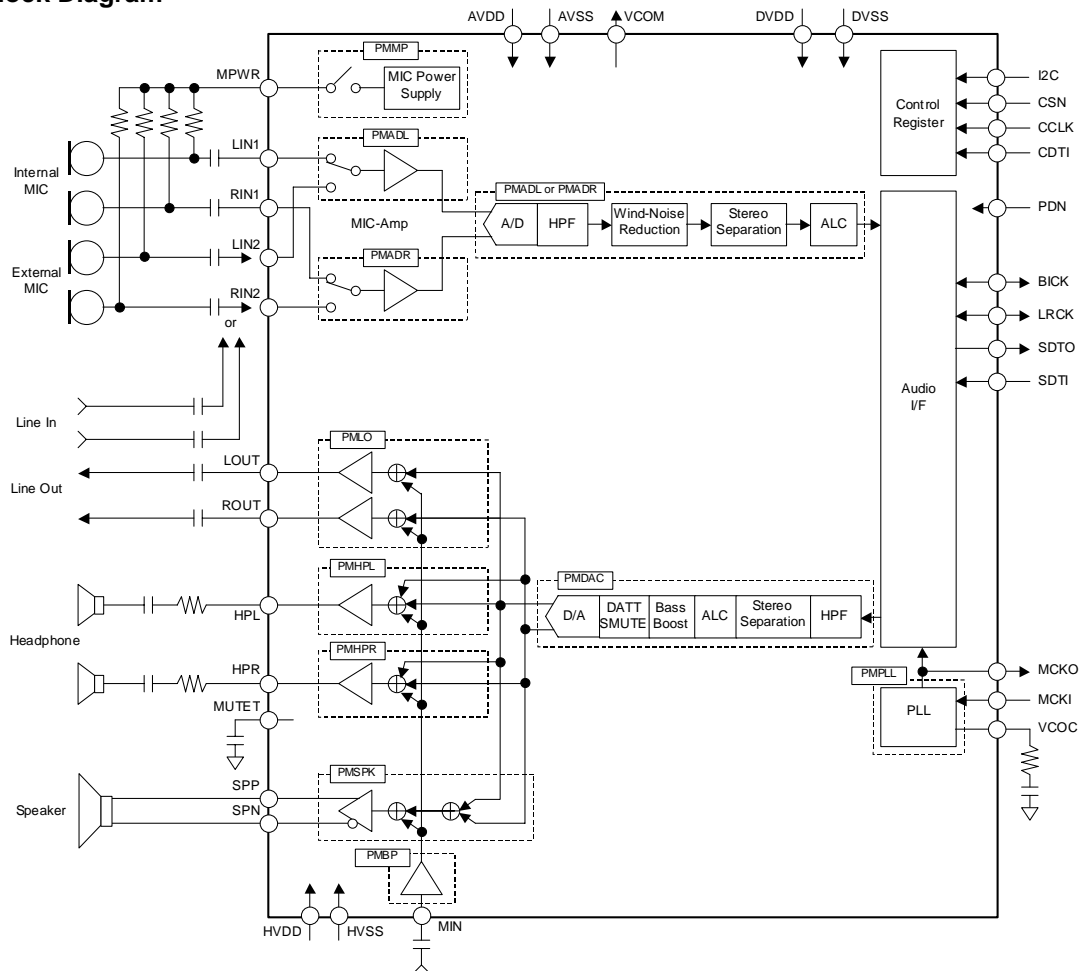 Block Diagram
AVDD AVSS VCOM DVDD DVSS
PMMP
MPWR
MIC Power
Supply
Control
Register
I2C
CSN
CCLK
CDTI
Internal
MIC
LIN1
PMADL
RIN1
MIC-Amp
PMADL or PMADR
A/D HPF Wind-Noise
Reduction Stereo
Separation ALC
PDN
External
MIC
LIN2
PMADR
RIN2
or
BICK
LRCK
SDTO
SDTI
Audio
I/F
Line In
PMLO
LOUT
Line Out
ROUT
PMHPL
HPL
Headphone
PMDAC
D/A DATT
SMUTE Bass
Boost ALC Stereo
Separation HPF
PMHPR
HPR
MUTET
PMPLL
PLL
MCKO
MCKI
VCOC
PMSPK
SPP
Speaker
SPN
PMBP
HVDD HVSS MIN